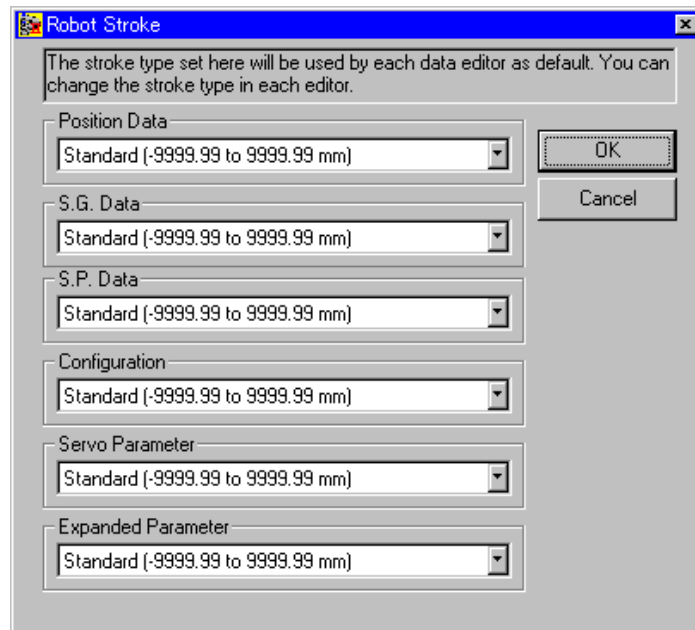 Robot Stroke
The stroke type set here will be used by each data editor as default. You can
change the stroke type in each editor.
Position Data
Standard (-9999.99 to 9999.99 mm)
OK
Cancel
S.G. Data
Standard (-9999.99 to 9999.99 mm)
S.P. Data
Standard (-9999.99 to 9999.99 mm)
Configuration
Standard (-9999.99 to 9999.99 mm)
Servo Parameter
Standard (-9999.99 to 9999.99 mm)
Expanded Parameter
Standard (-9999.99 to 9999.99 mm)